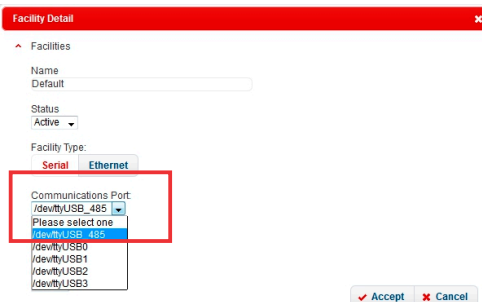 Facility Detail
Facilities
Name
Default
Status
Active
Facility Type:
Serial Ethernet
Communications Port:
/dev/ttyUSB_485
Please select one
/dev/ttyUSB_485
/dev/ttyUSB0
/dev/ttyUSB1
/dev/ttyUSB2
/dev/ttyUSB3
Accept Cancel